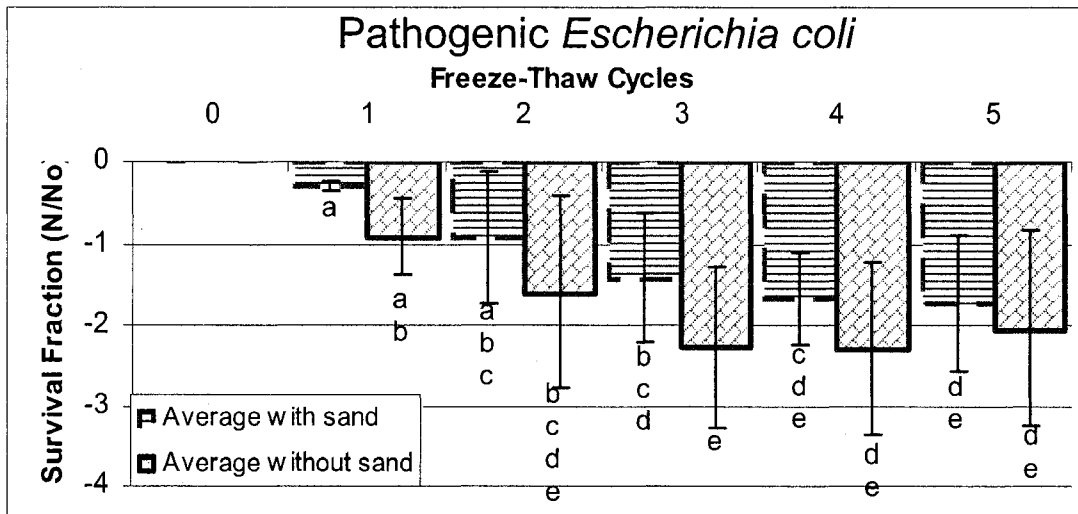 Pathogenic Escherichia coli
Freeze-Thaw Cycles
0 1 2 3 4 5
Survival Fraction (N/No)
0
-1
-2
-3
-4
a
a
b
a
b
c
b
c
d
e
b
c
d
e
c
d
e
d
e
d
e
d
e
Average with sand
Average without sand